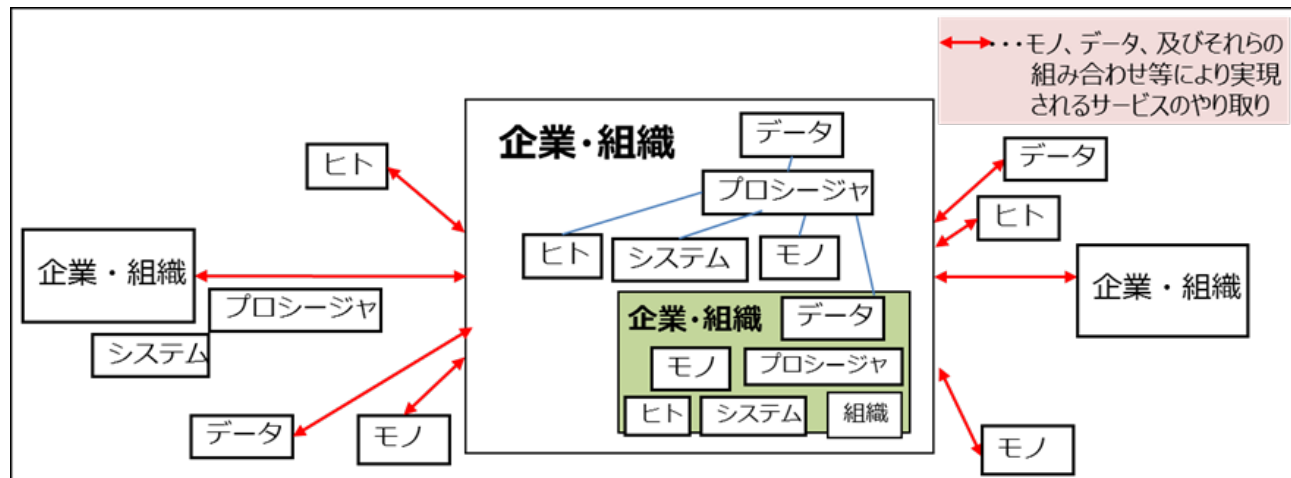 ・・・モノ、データ、及びそれらの
組み合わせ等により実現
されるサービスのやり取り
企業・組織
データ
プロシージャ
ヒト
システム
モノ
企業・組織
データ
モノ
プロシージャ
ヒト
システム
組織
ヒト
企業・組織
プロシージャ
システム
データ
モノ
データ
ヒト
企業・組織
モノ